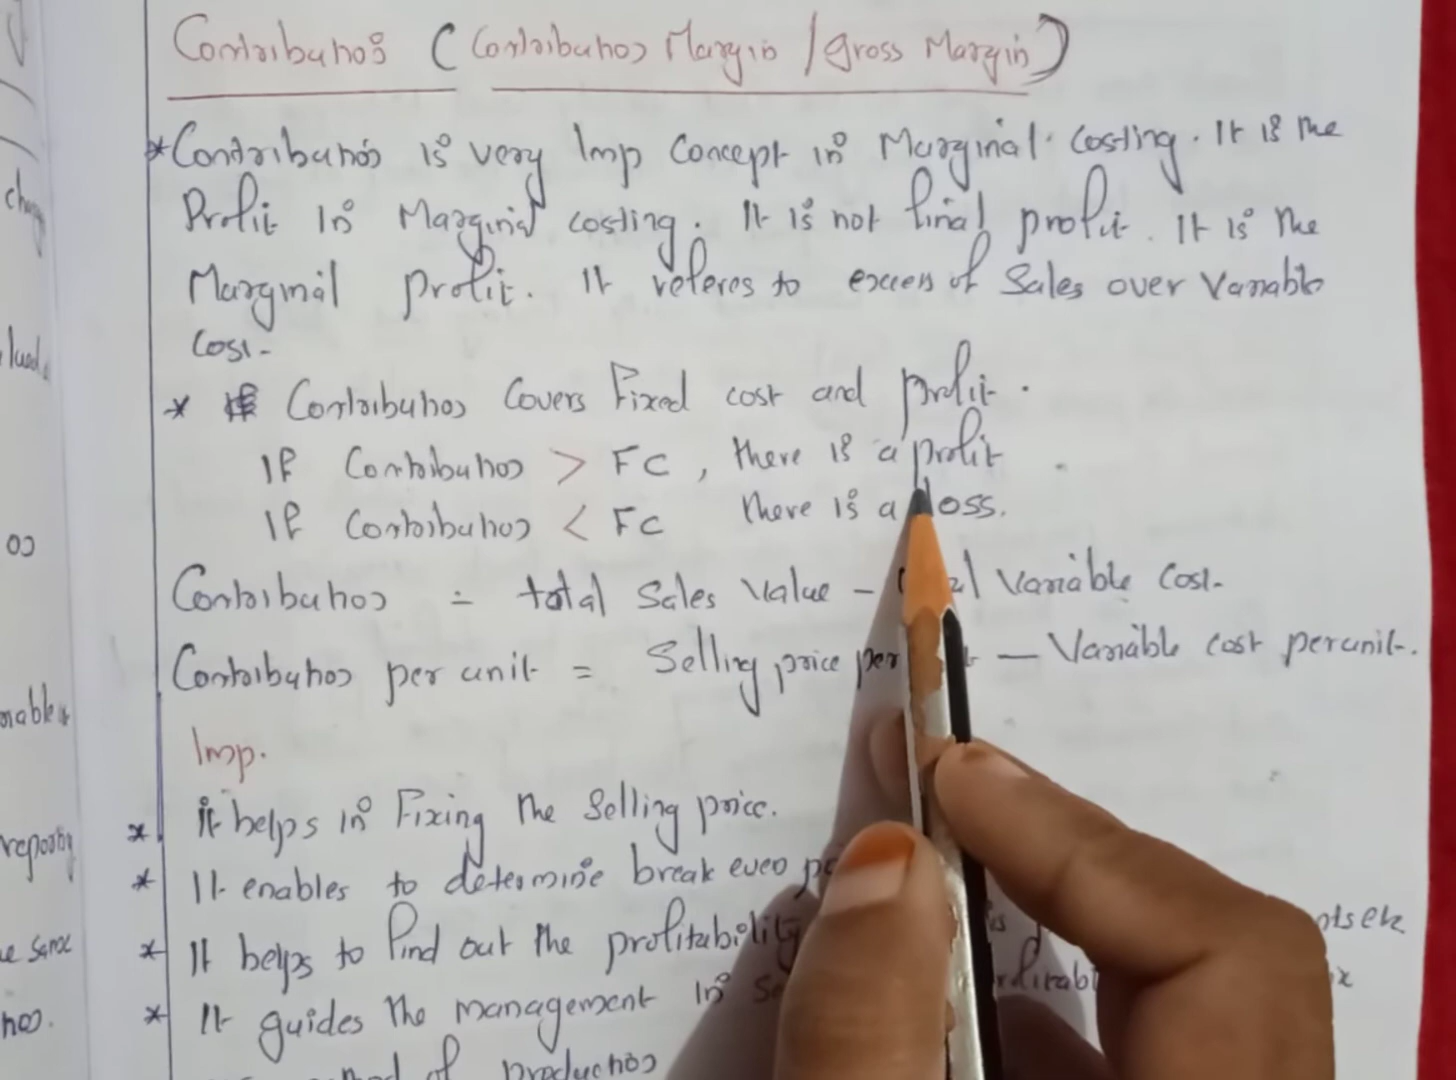 Contribution (Contribution Margin / Gross Margin)
* Contribution is very Imp Concept in Marginal Costing. It is the
Profit In Marginal costing. It is not final profit. It is the
Marginal profit. It referes to excess of Sales over Variable
Cost.
* Contribution Covers Fixed cost and profit.
If Contribution > FC, there is a profit
If Contribution < FC there is a loss.
Contribution = total Sales Value - Variable Cost.
Contribution per unit = Selling price per - Variable cost per unit.
Imp.
* it helps in Fixing the Selling price.
* It enables to determine break even
* It helps to find out the profitability
* It guides the management in
of production